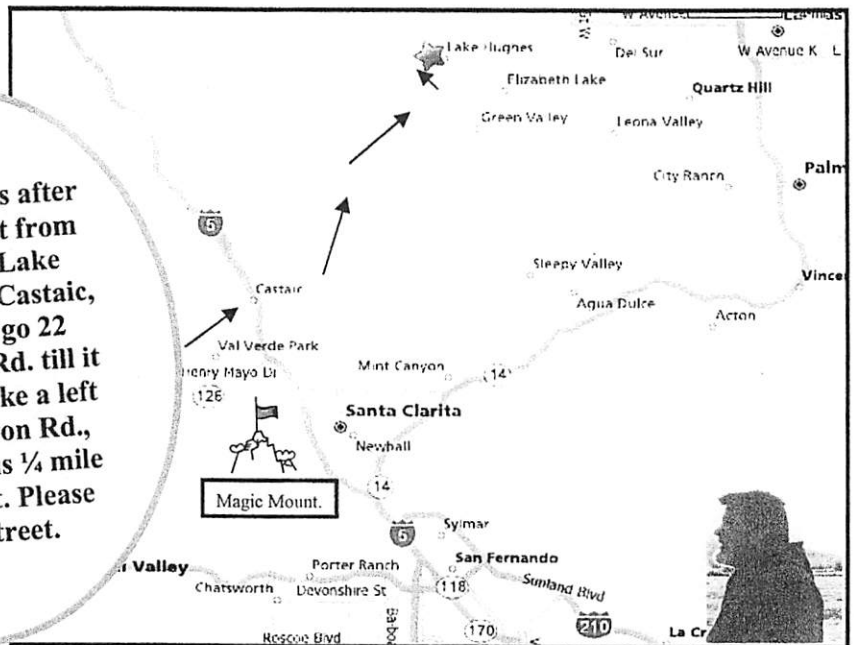 s after
t from
Lake
Castaic,
go 22
Rd. till it
ke a left
on Rd.,
is ¼ mile
t. Please
treet.
W Avenue
Lake Hughes
Del Sur
W Avenue K
L
Elizabeth Lake
Quartz Hill
Green Valley
Leona Valley
City Ranch
Palm
5
Castaic
Sleepy Valley
Agua Dulce
Vince
Acton
Val Verde Park
Henry Mayo Dr
126
Mint Canyon
14
Santa Clarita
Newhall
Magic Mount.
14
5
Sylmar
San Fernando
Valley
Porter Ranch
Chatsworth
Devonshire St
118
Sunland Blvd
Roscoe Blvd
170
210
La Cr